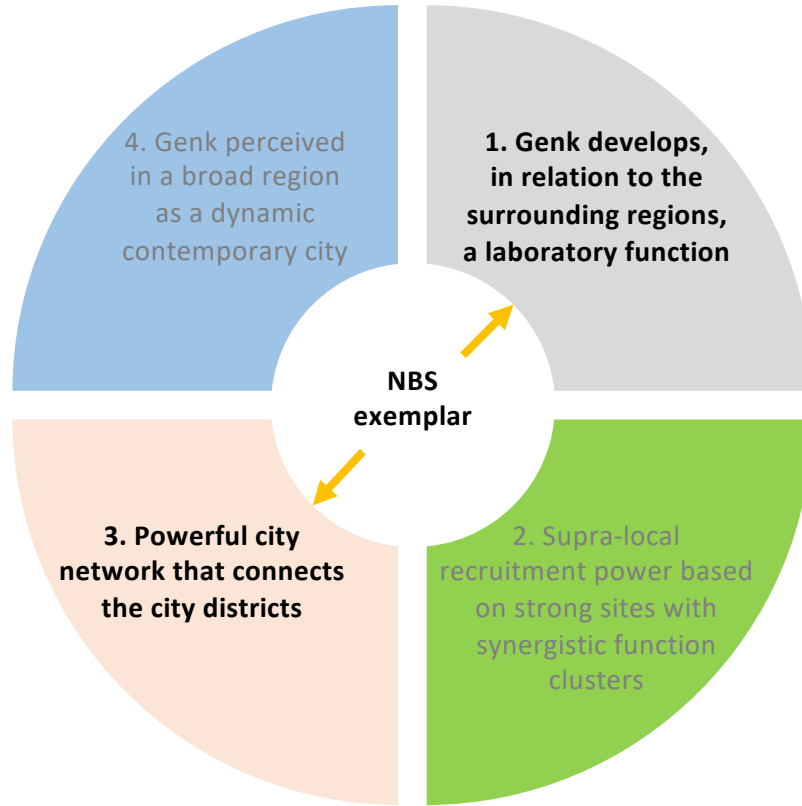 4. Genk perceived
in a broad region
as a dynamic
contemporary city
1. Genk develops,
in relation to the
surrounding regions,
a laboratory function
NBS
exemplar
3. Powerful city
network that connects
the city districts
2. Supra-local
recruitment power based
on strong sites with
synergistic function
clusters